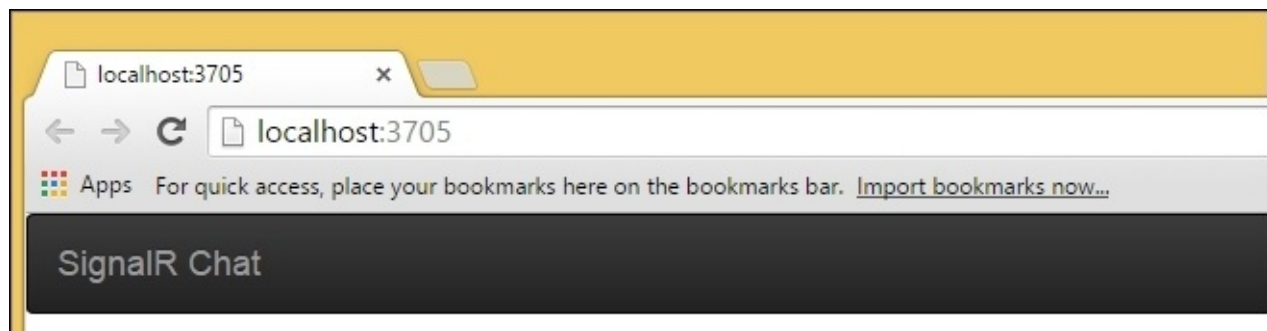 localhost:3705
localhost:3705
Apps For quick access, place your bookmarks here on the bookmarks bar. Import bookmarks now...
SignalR Chat